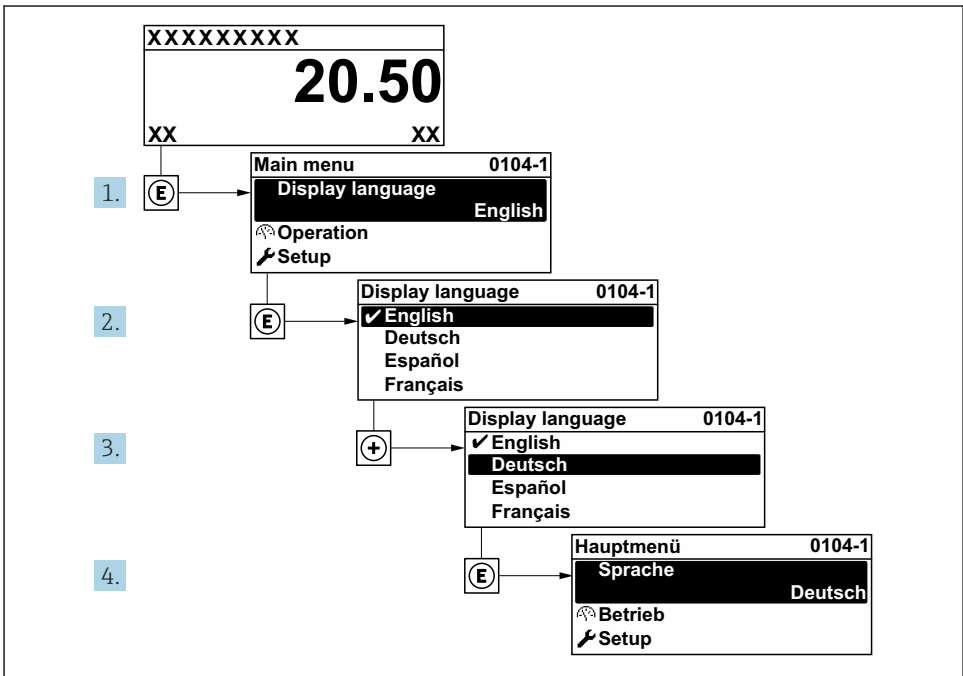 XXXXXXXXX
20.50
XX XX
1. E
Main menu 0104-1
Display language
English
Operation
Setup
2. E
Display language 0104-1
✔English
Deutsch
Español
Français
3. +
Display language 0104-1
✔English
Deutsch
Español
Français
4. E
Hauptmenü 0104-1
Sprache
Deutsch
Betrieb
Setup